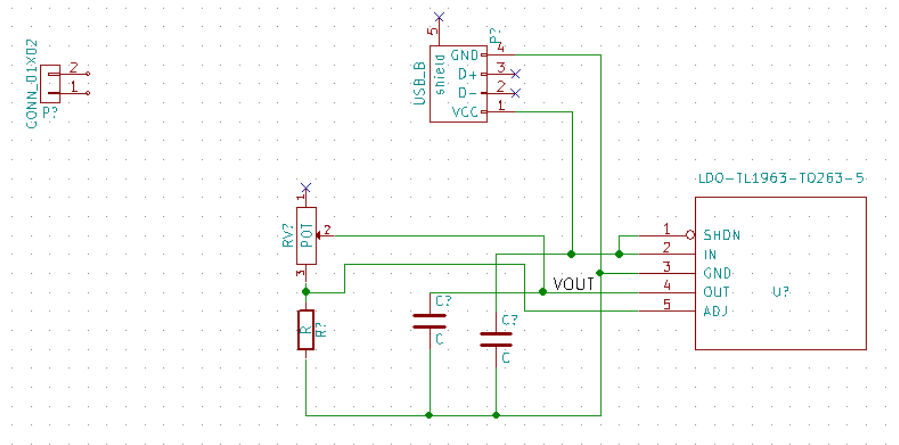 CONN_01X02
2
1
P?
USB_B
shield
5
P?
GND 4
D+ 3
D- 2
VCC 1
RV?
POT
1
2
3
R
R?
C?
C
C?
C
VOUT
LDO-TL1963-TO263-5
1 SHDN
2 IN
3 GND
4 OUT
5 ADJ
U?